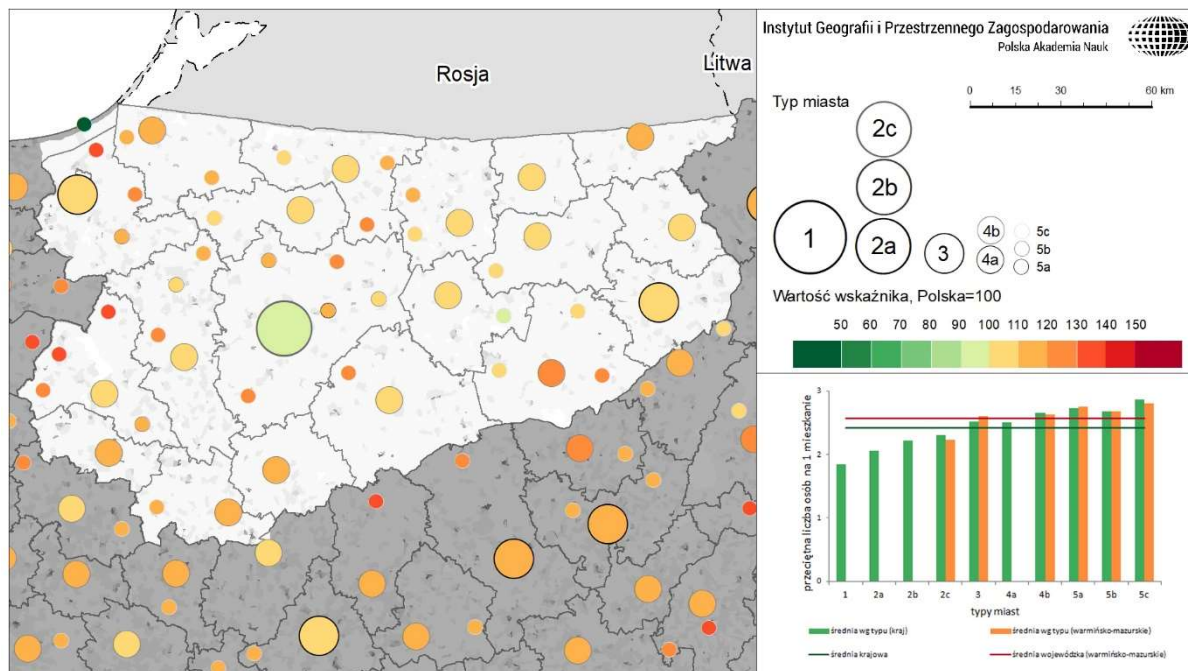 Rosja
Litwa
Instytut Geografii i Przestrzennego Zagospodarowania
Polska Akademia Nauk
0 15 30 60 km
Typ miasta
2c
2b
1
2a
3
4b
4a
5c
5b
5a
Wartość wskaźnika, Polska=100
50 60 70 80 90 100 110 120 130 140 150
przeciętna liczba osób na 1 mieszkanie
3
2
1
0
1 2a 2b 2c 3 4a 4b 5a 5b 5c
typy miast
średnia wg typu (kraj)
średnia wg typu (warmińsko-mazurskie)
średnia krajowa
średnia wojewódzka (warmińsko-mazurskie)